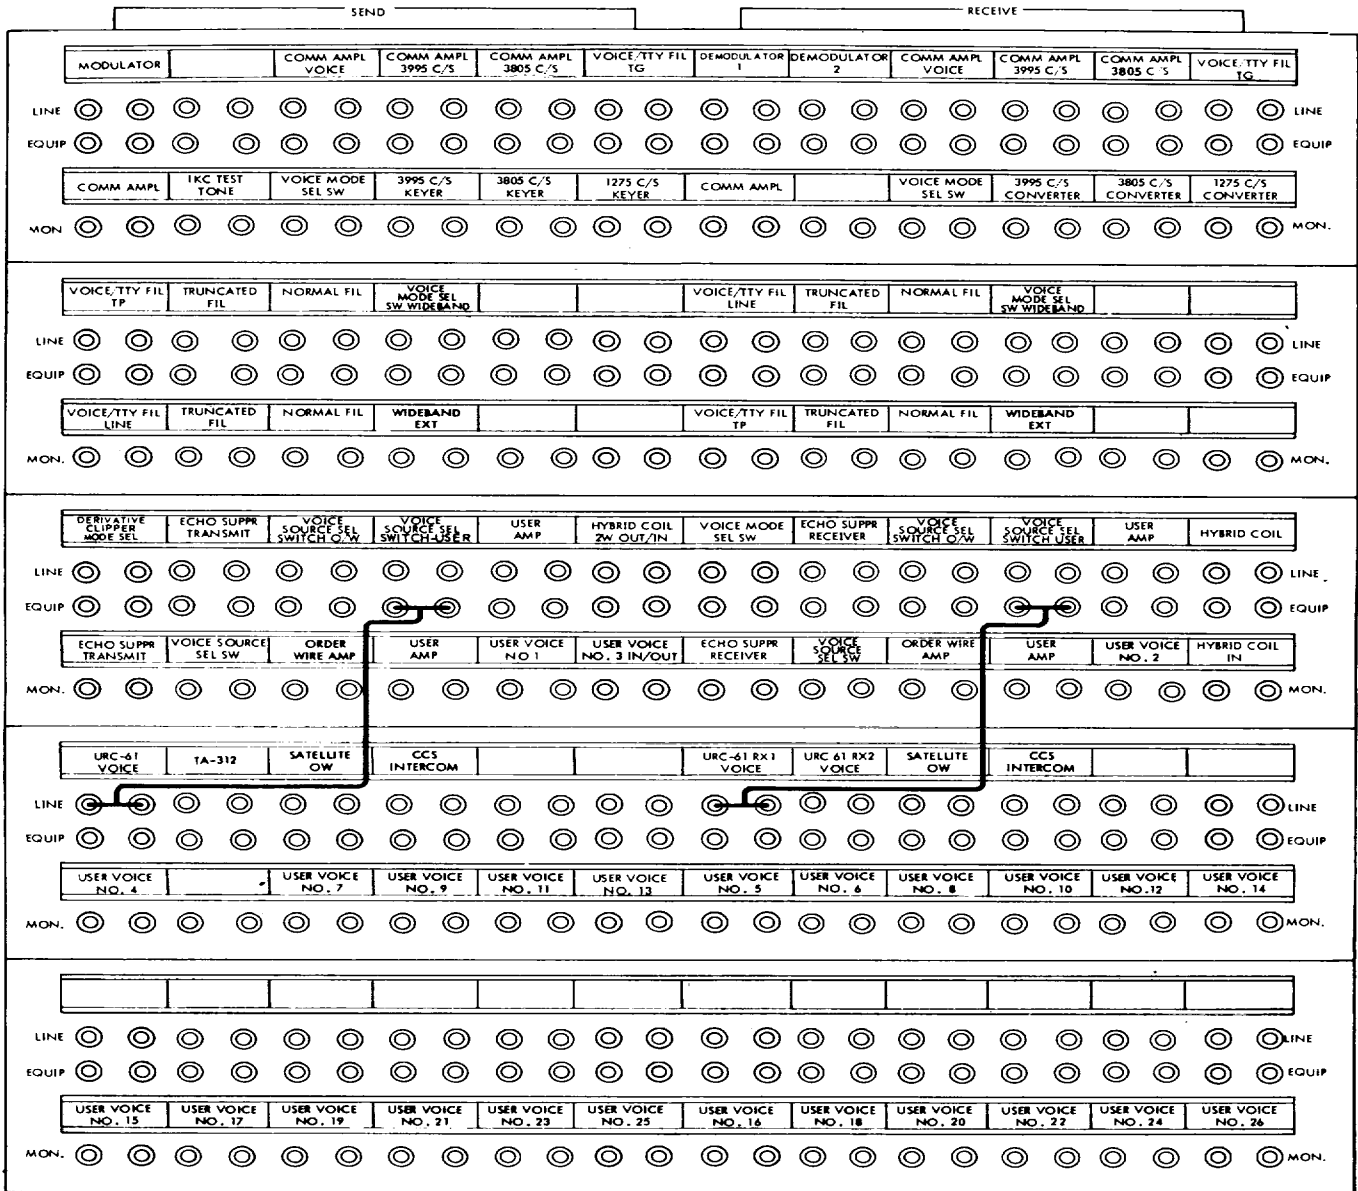 SEND RECEIVE
MODULATOR COMM AMPL VOICE COMM AMPL 3995 C/S COMM AMPL 3805 C/S VOICE/TTY FIL TG DEMODULATOR 1 DEMODULATOR 2 COMM AMPL VOICE COMM AMPL 3995 C/S COMM AMPL 3805 C/S VOICE/TTY FIL TG
LINE LINE
EQUIP EQUIP
COMM AMPL 1KC TEST TONE VOICE MODE SEL SW 3995 C/S KEYER 3805 C/S KEYER 1275 C/S KEYER COMM AMPL VOICE MODE SEL SW 3995 C/S CONVERTER 3805 C/S CONVERTER 1275 C/S CONVERTER
MON MON.
VOICE/TTY FIL TP TRUNCATED FIL NORMAL FIL VOICE MODE SEL SW WIDEBAND VOICE/TTY FIL LINE TRUNCATED FIL NORMAL FIL VOICE MODE SEL SW WIDEBAND
LINE LINE
EQUIP EQUIP
VOICE/TTY FIL LINE TRUNCATED FIL NORMAL FIL WIDEBAND EXT VOICE/TTY FIL TP TRUNCATED FIL NORMAL FIL WIDEBAND EXT
MON. MON.
DERIVATIVE CLIPPER MODE SEL ECHO SUPPR TRANSMIT VOICE SOURCE SEL SWITCH O/W VOICE SOURCE SEL SWITCH-USER USER AMP HYBRID COIL 2W OUT/IN VOICE MODE SEL SW ECHO SUPPR RECEIVER VOICE SOURCE SEL SWITCH O/W VOICE SOURCE SEL SWITCH USER USER AMP HYBRID COIL
LINE LINE
EQUIP EQUIP
ECHO SUPPR TRANSMIT VOICE SOURCE SEL SW ORDER WIRE AMP USER AMP USER VOICE NO 1 USER VOICE NO. 3 IN/OUT ECHO SUPPR RECEIVER VOICE SOURCE SEL SW ORDER WIRE AMP USER AMP USER VOICE NO. 2 HYBRID COIL IN
MON. MON.
URC-61 VOICE TA-312 SATELLITE OW CCS INTERCOM URC-61 RX1 VOICE URC 61 RX2 VOICE SATELLITE OW CCS INTERCOM
LINE LINE
EQUIP EQUIP
USER VOICE NO. 4 USER VOICE NO. 7 USER VOICE NO. 9 USER VOICE NO. 11 USER VOICE NO. 13 USER VOICE NO. 5 USER VOICE NO. 6 USER VOICE NO. 8 USER VOICE NO. 10 USER VOICE NO.12 USER VOICE NO. 14
MON. MON.
LINE LINE
EQUIP EQUIP
USER VOICE NO. 15 USER VOICE NO. 17 USER VOICE NO. 19 USER VOICE NO. 21 USER VOICE NO. 23 USER VOICE NO. 25 USER VOICE NO. 16 USER VOICE NO. 18 USER VOICE NO. 20 USER VOICE NO. 22 USER VOICE NO. 24 USER VOICE NO. 26
MON. MON.